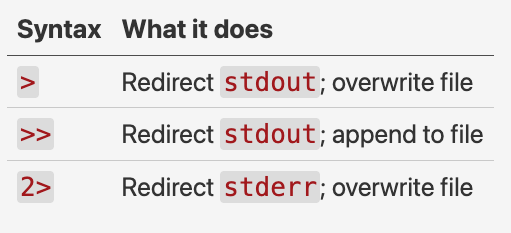 Syntax What it does
> Redirect stdout; overwrite file
>> Redirect stdout; append to file
2> Redirect stderr; overwrite file